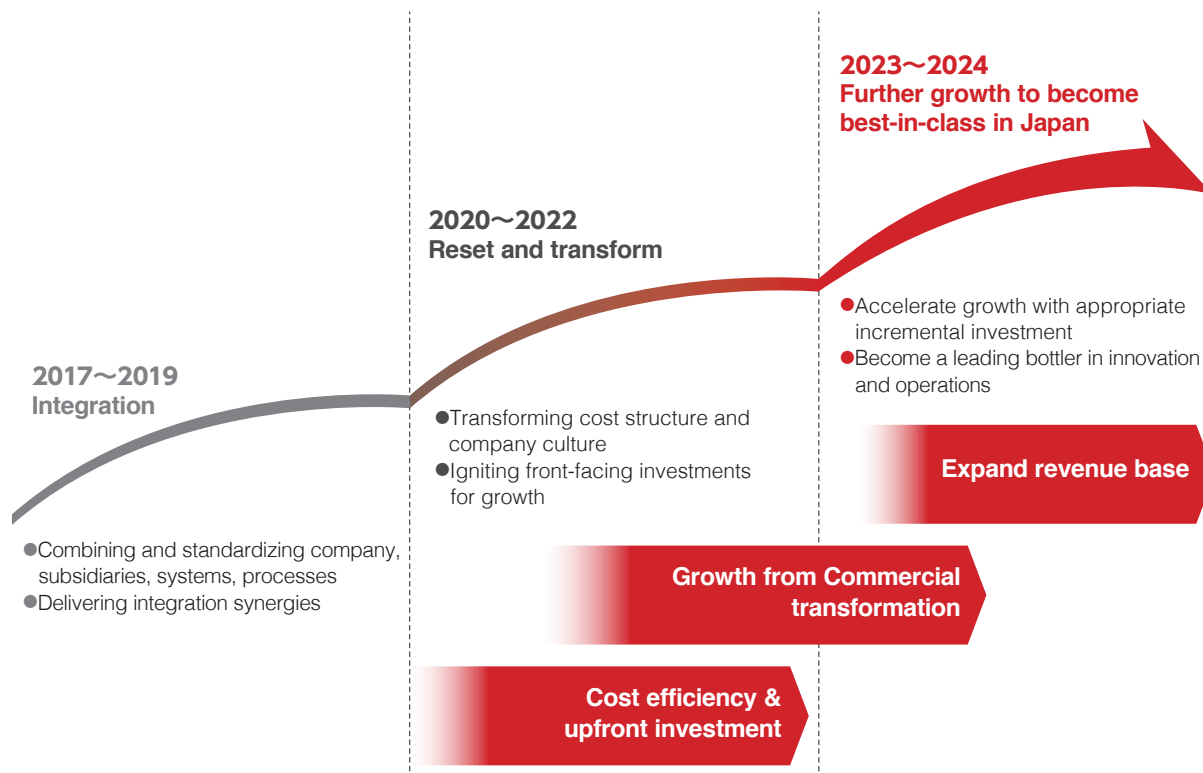 2017～2019
Integration
●Combining and standardizing company,
subsidiaries, systems, processes
●Delivering integration synergies
2020～2022
Reset and transform
●Transforming cost structure and
company culture
●Igniting front-facing investments
for growth
2023～2024
Further growth to become
best-in-class in Japan
●Accelerate growth with appropriate
incremental investment
●Become a leading bottler in innovation
and operations
Expand revenue base
Growth from Commercial
transformation
Cost efficiency &
upfront investment